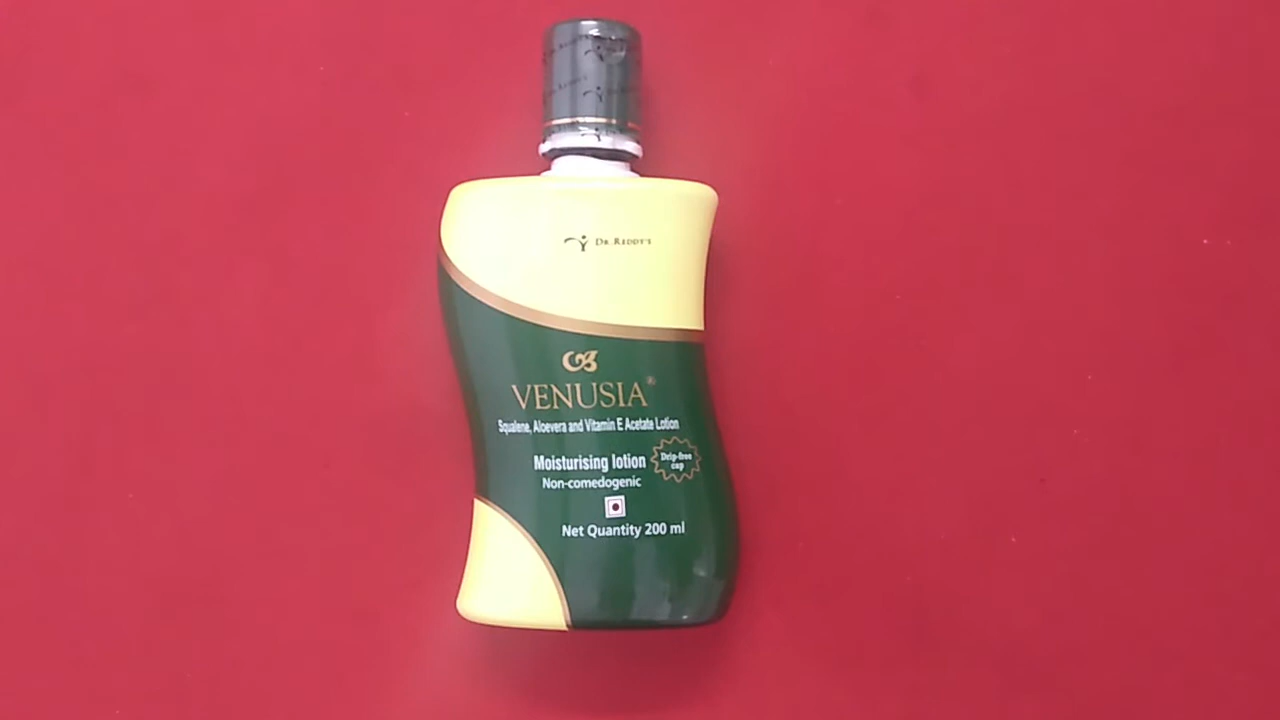 Dr.Reddy's
VENUSIA®
Squalene, Aloevera and Vitamin E Acetate Lotion
Moisturising lotion
Drip-free
cap
Non-comedogenic
Net Quantity 200 ml